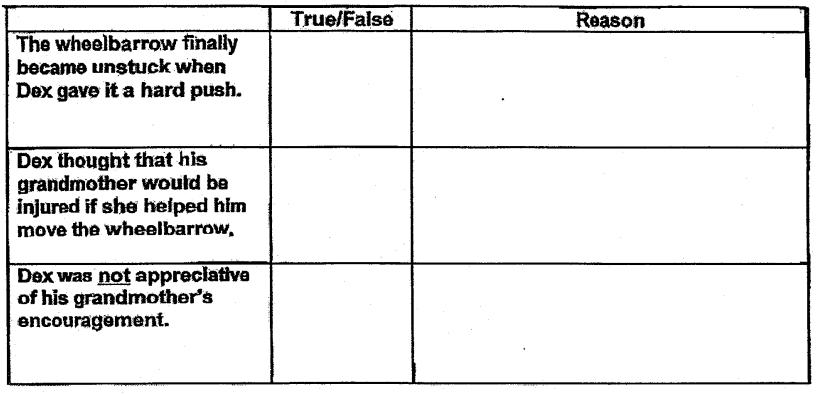 True/False Reason
The wheelbarrow finally
became unstuck when
Dex gave it a hard push.
Dex thought that his
grandmother would be
injured if she helped him
move the wheelbarrow.
Dex was not appreciative
of his grandmother's
encouragement.